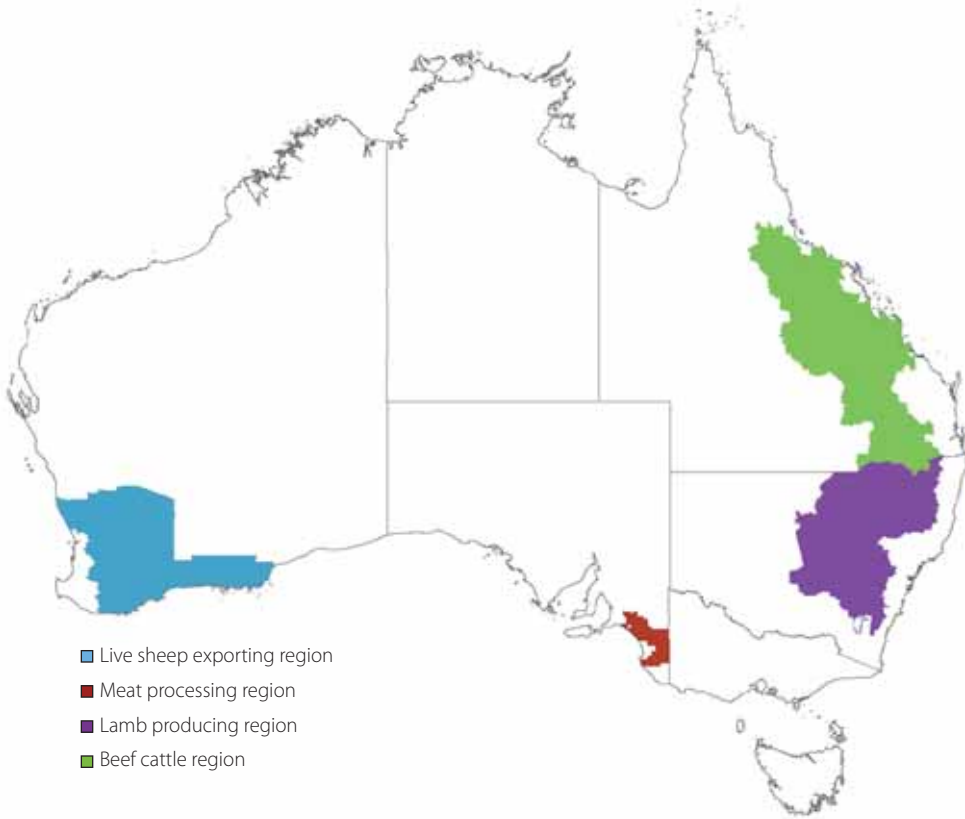 Live sheep exporting region
Meat processing region
Lamb producing region
Beef cattle region